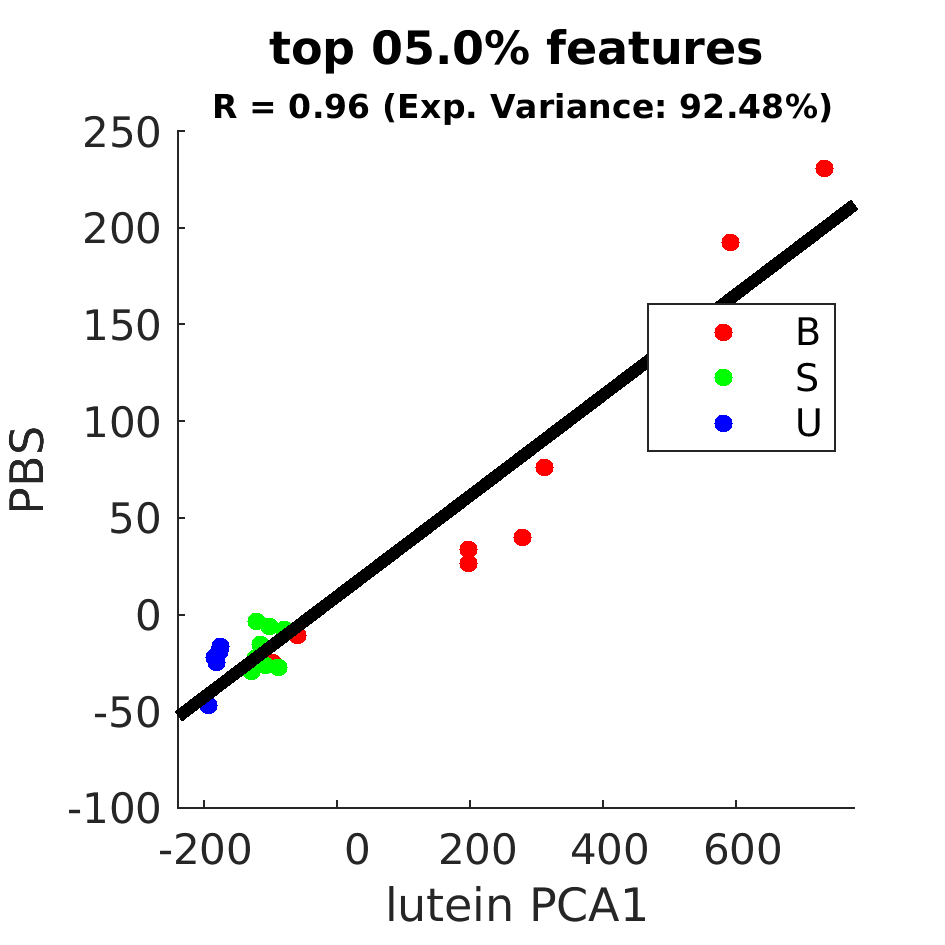 top 05.0% features
R = 0.96 (Exp. Variance: 92.48%)
250
200
150
100
50
0
-50
-100
PBS
B
S
U
-200 0 200 400 600
lutein PCA1